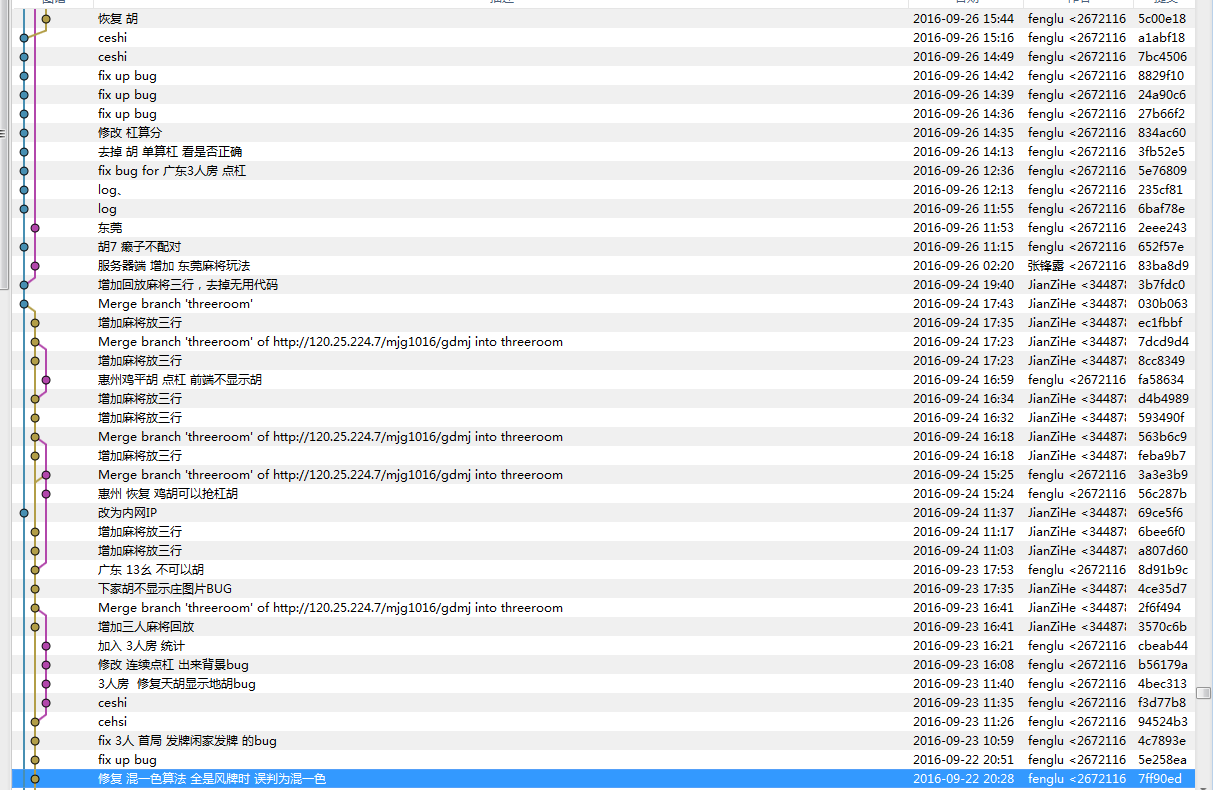 恢复 胡 2016-09-26 15:44 fenglu <2672116 5c00e18
ceshi 2016-09-26 15:16 fenglu <2672116 a1abf18
ceshi 2016-09-26 14:49 fenglu <2672116 7bc4506
fix up bug 2016-09-26 14:42 fenglu <2672116 8829f10
fix up bug 2016-09-26 14:39 fenglu <2672116 24a90c6
fix up bug 2016-09-26 14:36 fenglu <2672116 27b66f2
修改 杠算分 2016-09-26 14:35 fenglu <2672116 834ac60
去掉 胡 单算杠 看是否正确 2016-09-26 14:13 fenglu <2672116 3fb52e5
fix bug for 广东3人房 点杠 2016-09-26 12:36 fenglu <2672116 5e76809
log、 2016-09-26 12:13 fenglu <2672116 235cf81
log 2016-09-26 11:55 fenglu <2672116 6baf78e
东莞 2016-09-26 11:53 fenglu <2672116 2eee243
胡7 癞子不配对 2016-09-26 11:15 fenglu <2672116 652f57e
服务器端 增加 东莞麻将玩法 2016-09-26 02:20 张锋露 <2672116 83ba8d9
增加回放麻将三行，去掉无用代码 2016-09-24 19:40 JianZiHe <34487 3b7fdc0
Merge branch 'threeroom' 2016-09-24 17:43 JianZiHe <34487 030b063
增加麻将放三行 2016-09-24 17:35 JianZiHe <34487 ec1fbbf
Merge branch 'threeroom' of http://120.25.224.7/mjg1016/gdmj into threeroom 2016-09-24 17:23 JianZiHe <34487 7dcd9d4
增加麻将放三行 2016-09-24 17:23 JianZiHe <34487 8cc8349
惠州鸡平胡 点杠 前端不显示胡 2016-09-24 16:59 fenglu <2672116 fa58634
增加麻将放三行 2016-09-24 16:34 JianZiHe <34487 d4b4989
增加麻将放三行 2016-09-24 16:32 JianZiHe <34487 593490f
Merge branch 'threeroom' of http://120.25.224.7/mjg1016/gdmj into threeroom 2016-09-24 16:18 JianZiHe <34487 563b6c9
增加麻将放三行 2016-09-24 16:18 JianZiHe <34487 feba9b7
Merge branch 'threeroom' of http://120.25.224.7/mjg1016/gdmj into threeroom 2016-09-24 15:25 fenglu <2672116 3a3e3b9
惠州 恢复 鸡胡可以抢杠胡 2016-09-24 15:24 fenglu <2672116 56c287b
改为内网IP 2016-09-24 11:37 JianZiHe <34487 69ce5f6
增加麻将放三行 2016-09-24 11:17 JianZiHe <34487 6bee6f0
增加麻将放三行 2016-09-24 11:03 JianZiHe <34487 a807d60
广东 13幺 不可以胡 2016-09-23 17:53 fenglu <2672116 8d91b9c
下家胡不显示庄图片BUG 2016-09-23 17:35 JianZiHe <34487 4ce35d7
Merge branch 'threeroom' of http://120.25.224.7/mjg1016/gdmj into threeroom 2016-09-23 16:41 JianZiHe <34487 2f6f494
增加三人麻将回放 2016-09-23 16:41 JianZiHe <34487 3570c6b
加入 3人房 统计 2016-09-23 16:21 fenglu <2672116 cbeab44
修改 连续点杠 出来背景bug 2016-09-23 16:08 fenglu <2672116 b56179a
3人房 修复天胡显示地胡bug 2016-09-23 11:40 fenglu <2672116 4bec313
ceshi 2016-09-23 11:35 fenglu <2672116 f3d77b8
cehsi 2016-09-23 11:26 fenglu <2672116 94524b3
fix 3人 首局 发牌闲家发牌 的bug 2016-09-23 10:59 fenglu <2672116 4c7893e
fix up bug 2016-09-22 20:51 fenglu <2672116 5e258ea
修复 混一色算法 全是风牌时 误判为混一色 2016-09-22 20:28 fenglu <2672116 7ff90ed